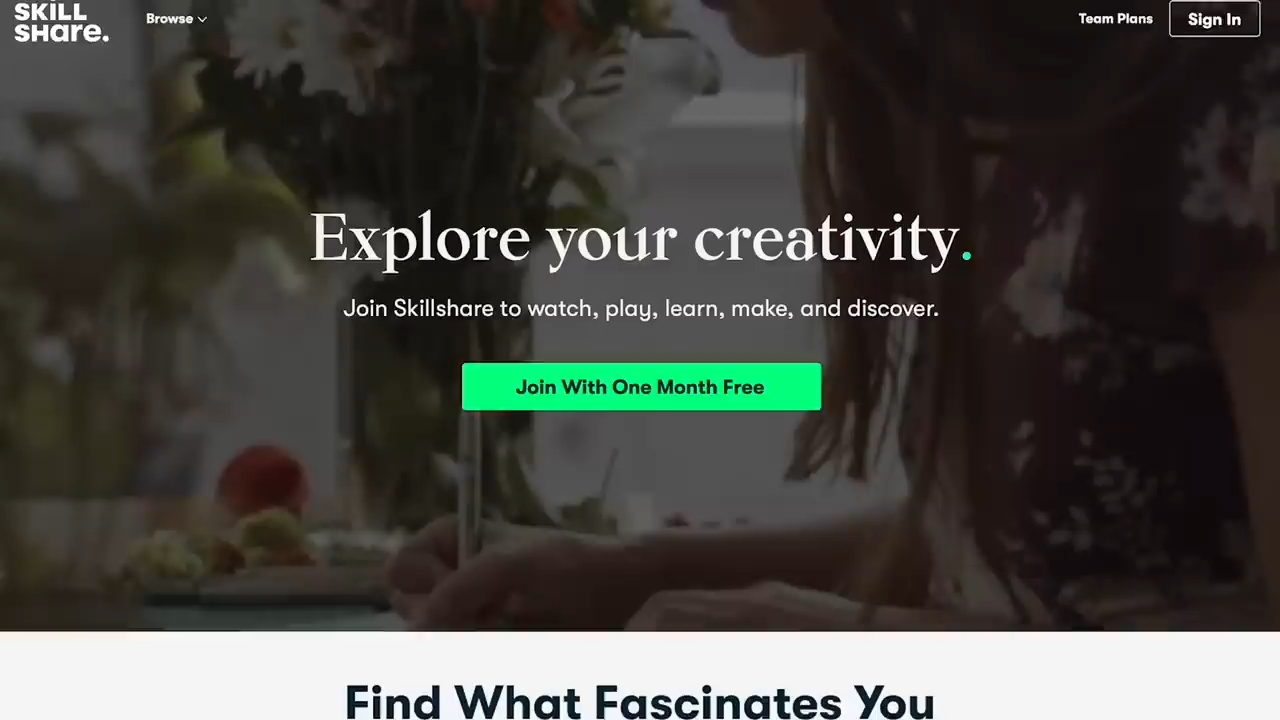 SKILL
SHare.
Browse
Team Plans
Sign In
Explore your creativity.
Join Skillshare to watch, play, learn, make, and discover.
Join With One Month Free
Find What Fascinates You